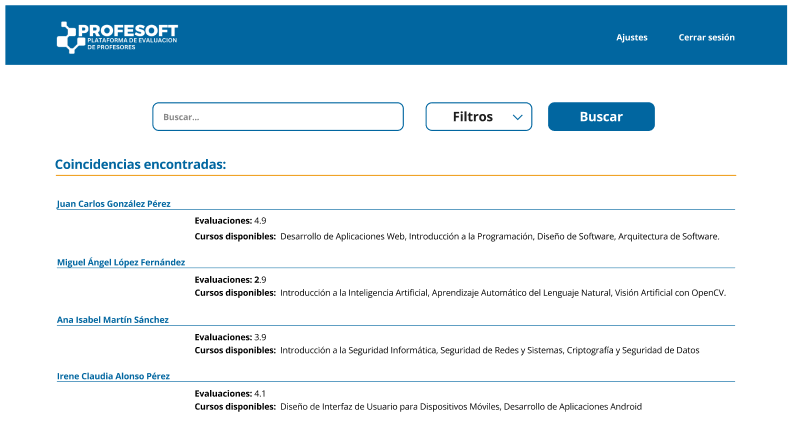 PROFESOFT
PLATAFORMA DE EVALUACION
DE PROFESORES
Ajustes
Cerrar sesión
Buscar...
Filtros
Buscar
Coincidencias encontradas:
Juan Carlos González Pérez
Evaluaciones: 4.9
Cursos disponibles: Desarrollo de Aplicaciones Web, Introducción a la Programación, Diseño de Software, Arquitectura de Software.
Miguel Ángel López Fernández
Evaluaciones: 2.9
Cursos disponibles: Introducción a la Inteligencia Artificial, Aprendizaje Automático del Lenguaje Natural, Visión Artificial con OpenCV.
Ana Isabel Martín Sánchez
Evaluaciones: 3.9
Cursos disponibles: Introducción a la Seguridad Informática, Seguridad de Redes y Sistemas, Criptografía y Seguridad de Datos
Irene Claudia Alonso Pérez
Evaluaciones: 4.1
Cursos disponibles: Diseño de Interfaz de Usuario para Dispositivos Móviles, Desarrollo de Aplicaciones Android